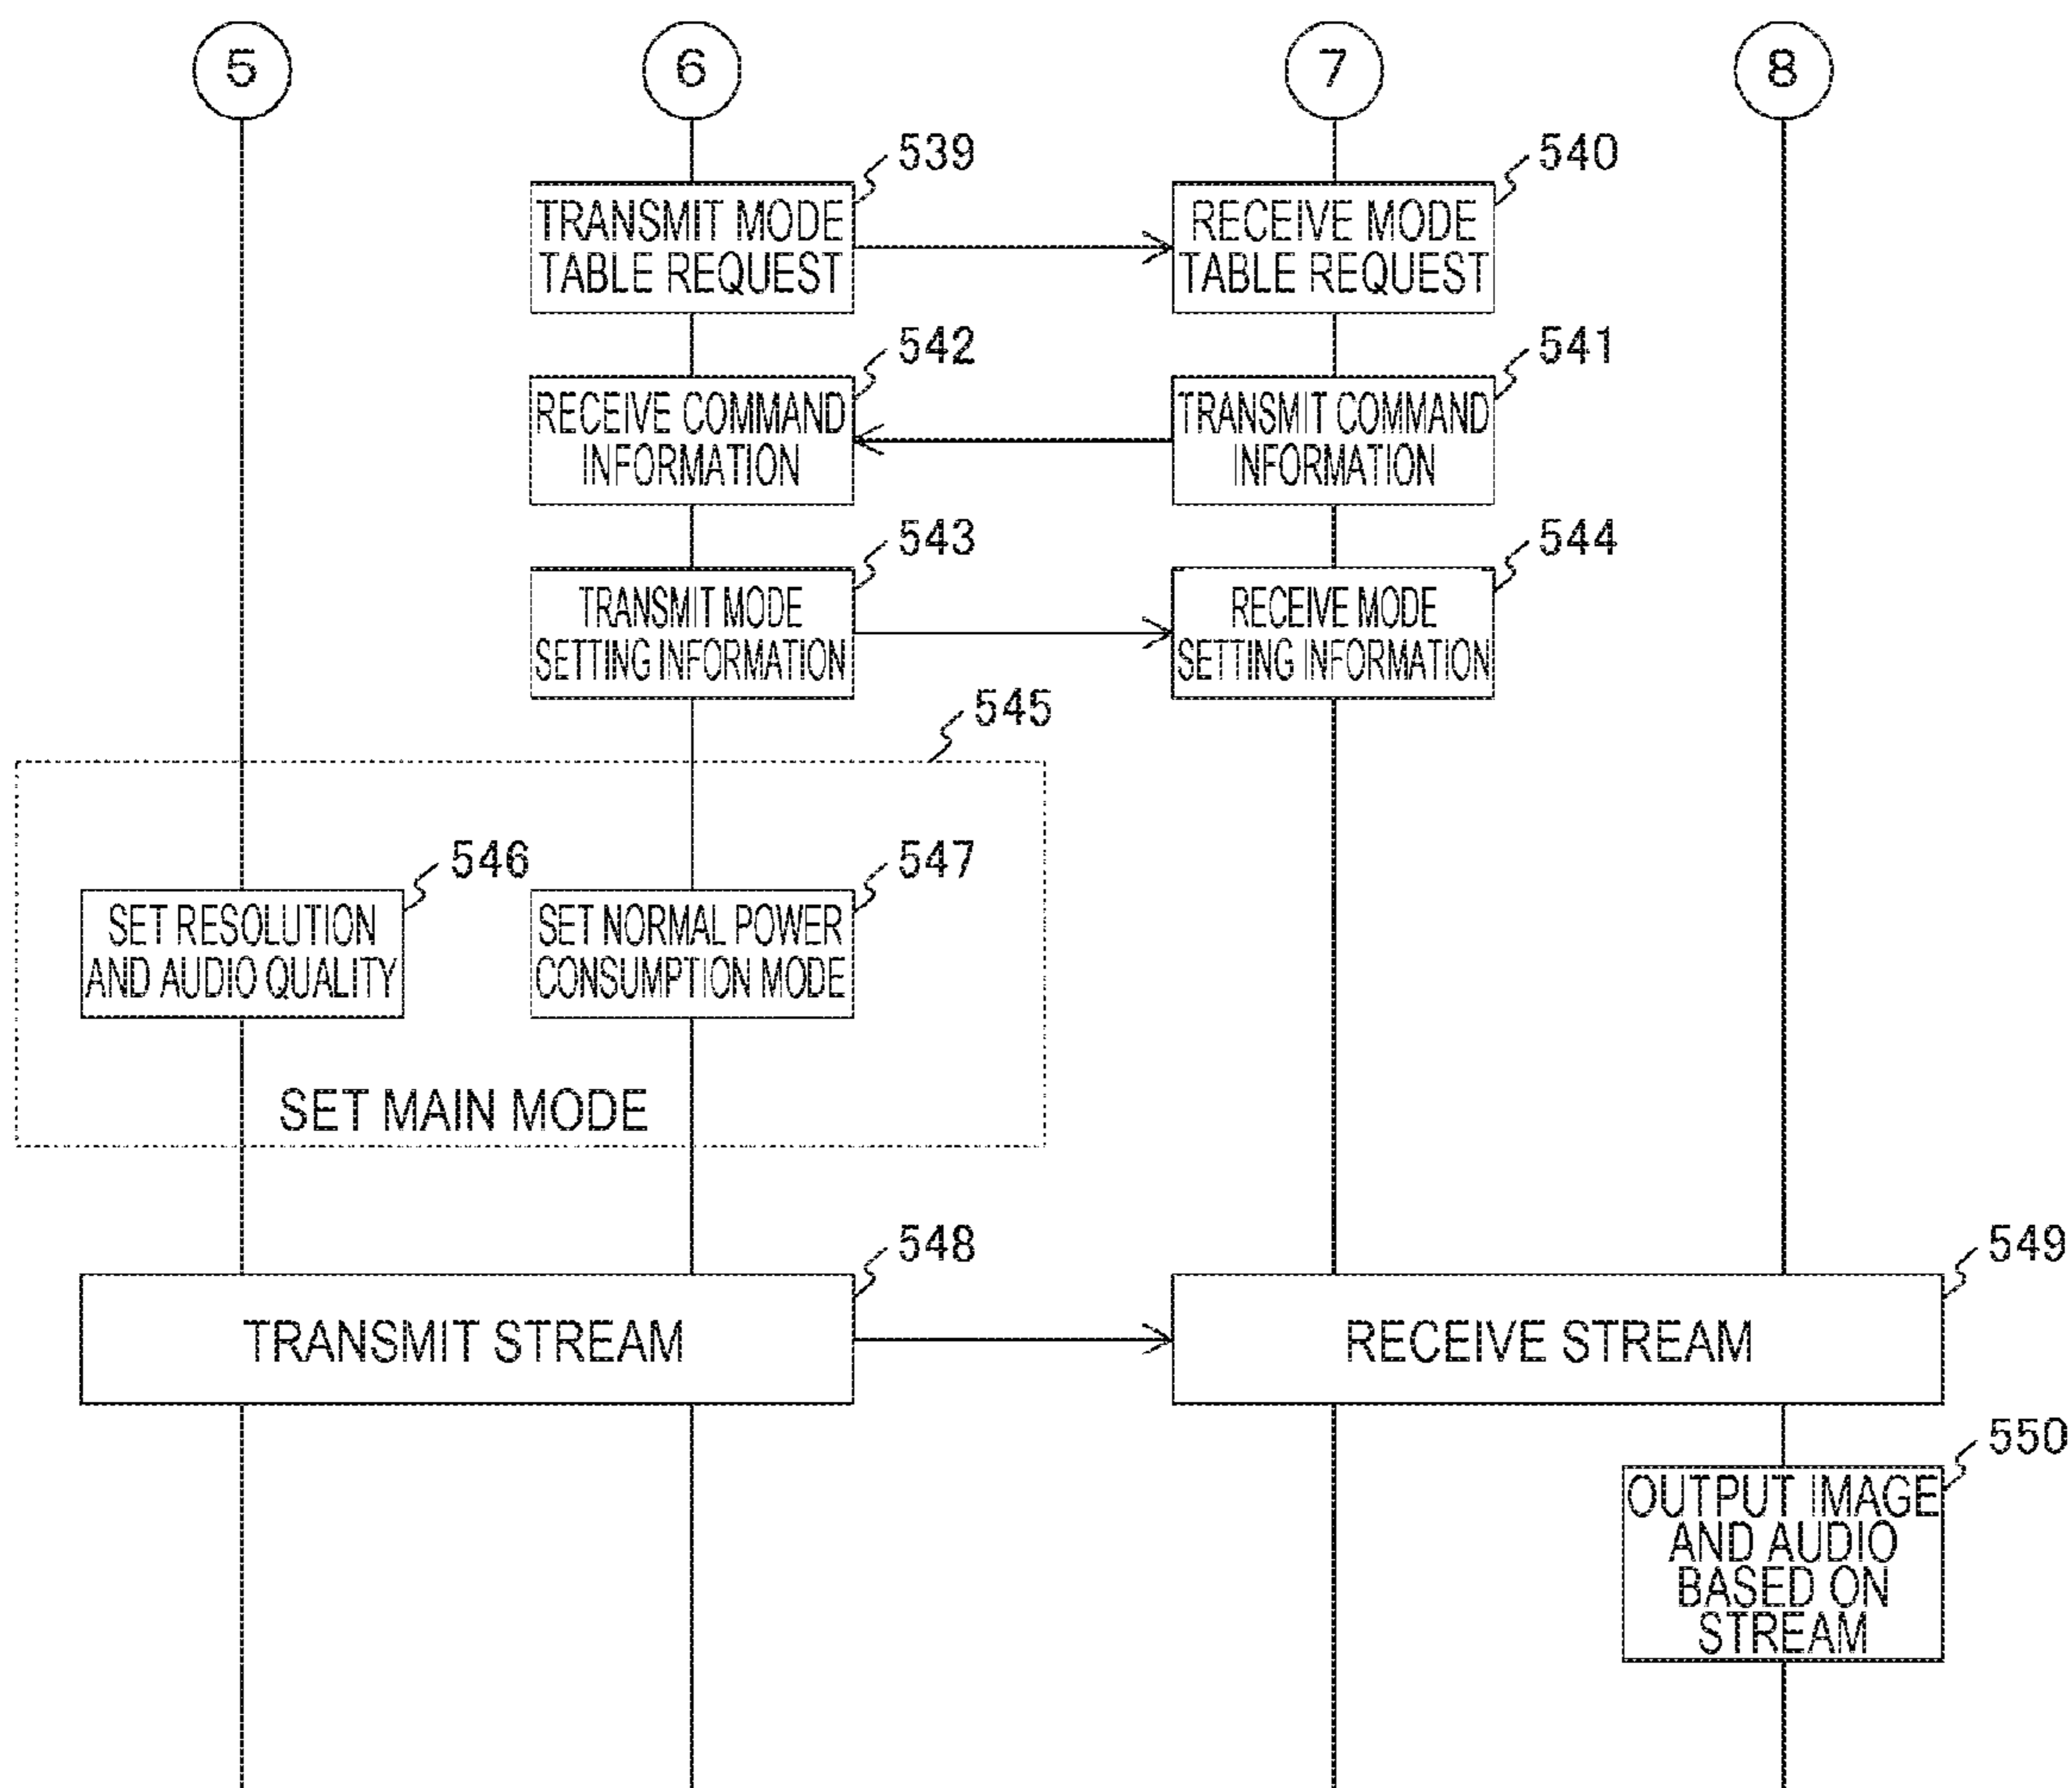 5
6
7
8
539
540
TRANSMIT MODE
TABLE REQUEST
RECEIVE MODE
TABLE REQUEST
542
541
RECEIVE COMMAND
INFORMATION
TRANSMIT COMMAND
INFORMATION
543
544
TRANSMIT MODE
SETTING INFORMATION
RECEIVE MODE
SETTING INFORMATION
545
546
547
SET RESOLUTION
AND AUDIO QUALITY
SET NORMAL POWER
CONSUMPTION MODE
SET MAIN MODE
548
549
TRANSMIT STREAM
RECEIVE STREAM
550
OUTPUT IMAGE
AND AUDIO
BASED ON
STREAM